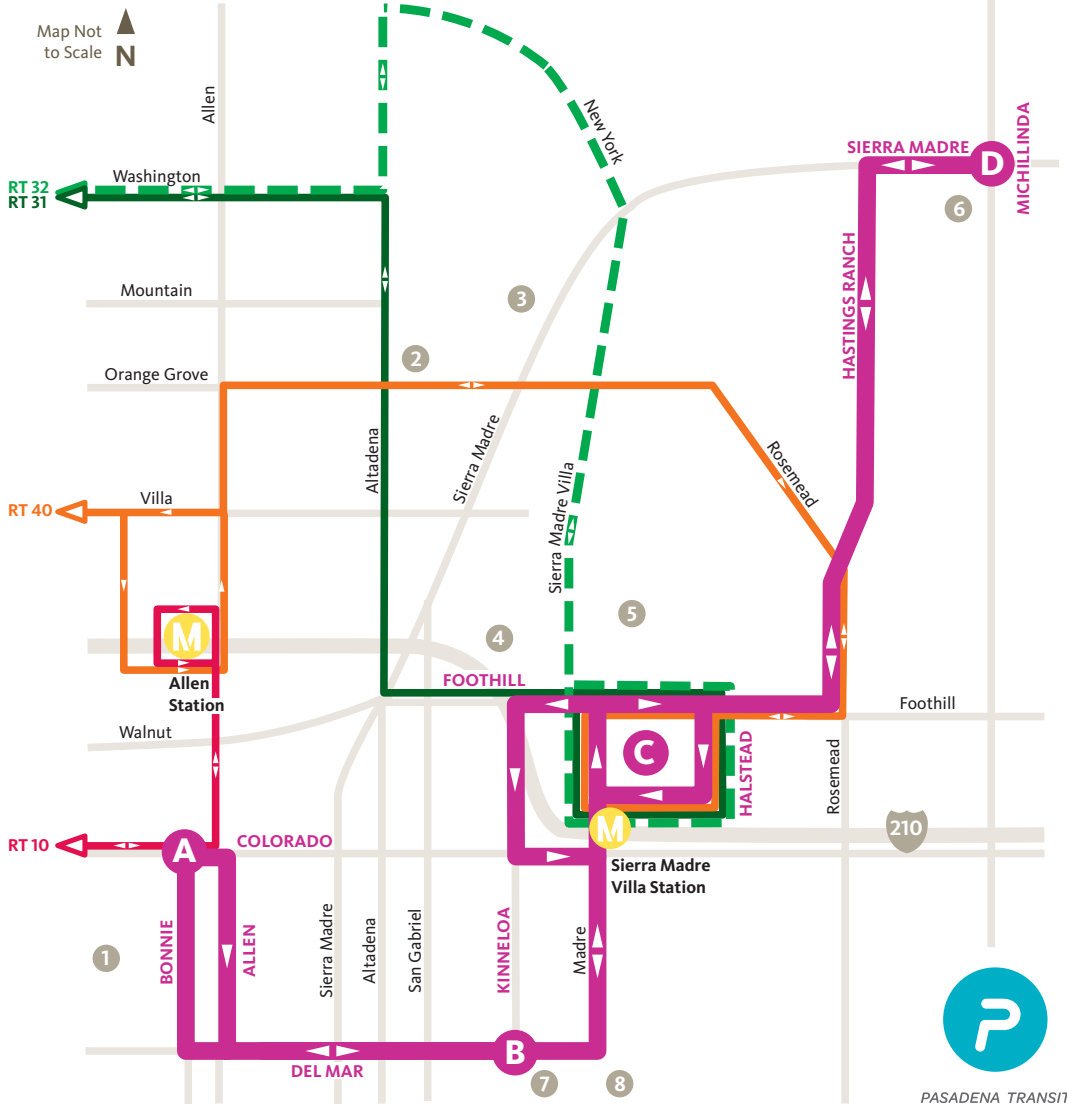 Map Not
to Scale
N
Allen
New York
SIERRA MADRE
D
MICHILLINDA
Washington
RT 32
RT 31
6
HASTINGS RANCH
Mountain
3
2
Orange Grove
Altadena
Sierra Madre
Rosemead
Sierra Madre Villa
RT 40
Villa
M
5
4
Allen
Station
FOOTHILL
Foothill
Walnut
C
HALSTEAD
Rosemead
M
210
RT 10
A
COLORADO
Sierra Madre
Villa Station
1
BONNIE
ALLEN
Sierra Madre
Altadena
San Gabriel
KINNELOA
Madre
P
B
DEL MAR
7
8
PASADENA TRANSIT